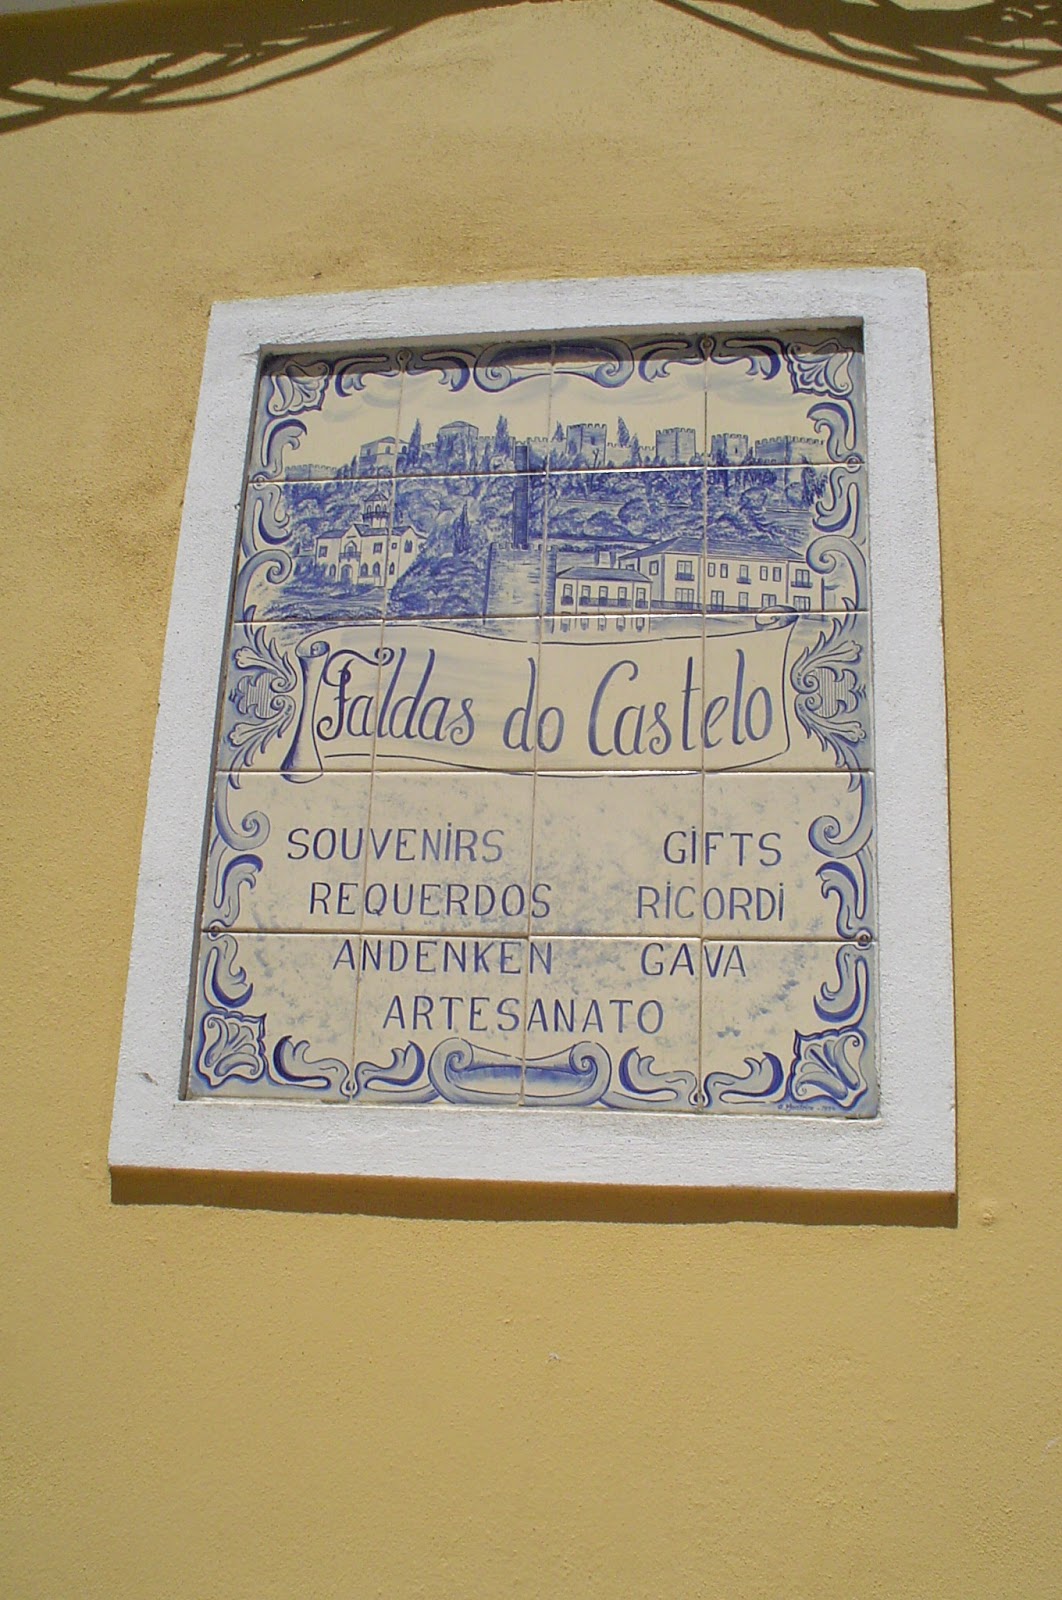 Faldas do Castelo
SOUVENIRS GIFTS
REQUERDOS RICORDI
ANDENKEN GAVA
ARTESANATO